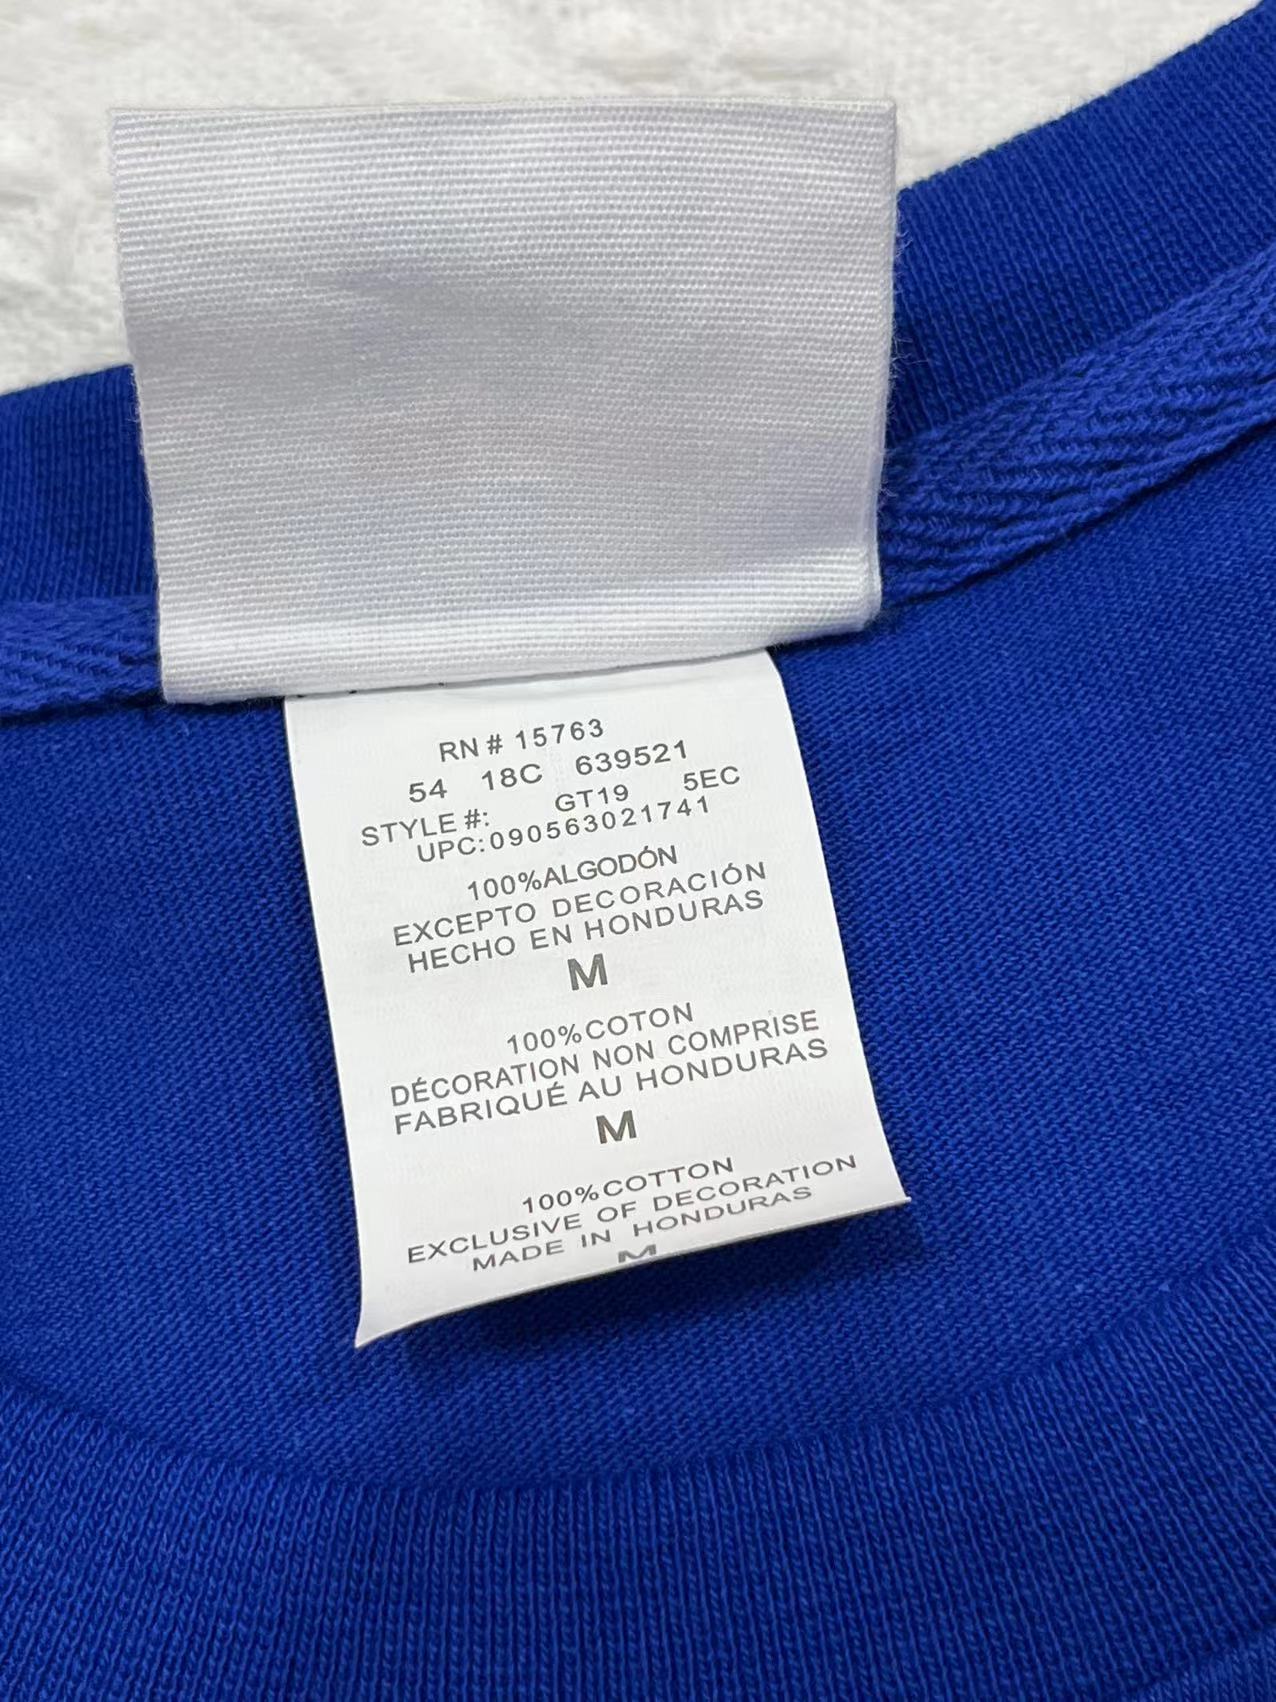 RN # 15763
54 18C 639521
STYLE #: GT19 5EC
UPC:090563021741
100%ALGODÓN
EXCEPTO DECORACIÓN
HECHO EN HONDURAS
M
100%COTON
DÉCORATION NON COMPRISE
FABRIQUÉ AU HONDURAS
M
100%COTTON
EXCLUSIVE OF DECORATION
MADE IN HONDURAS
M